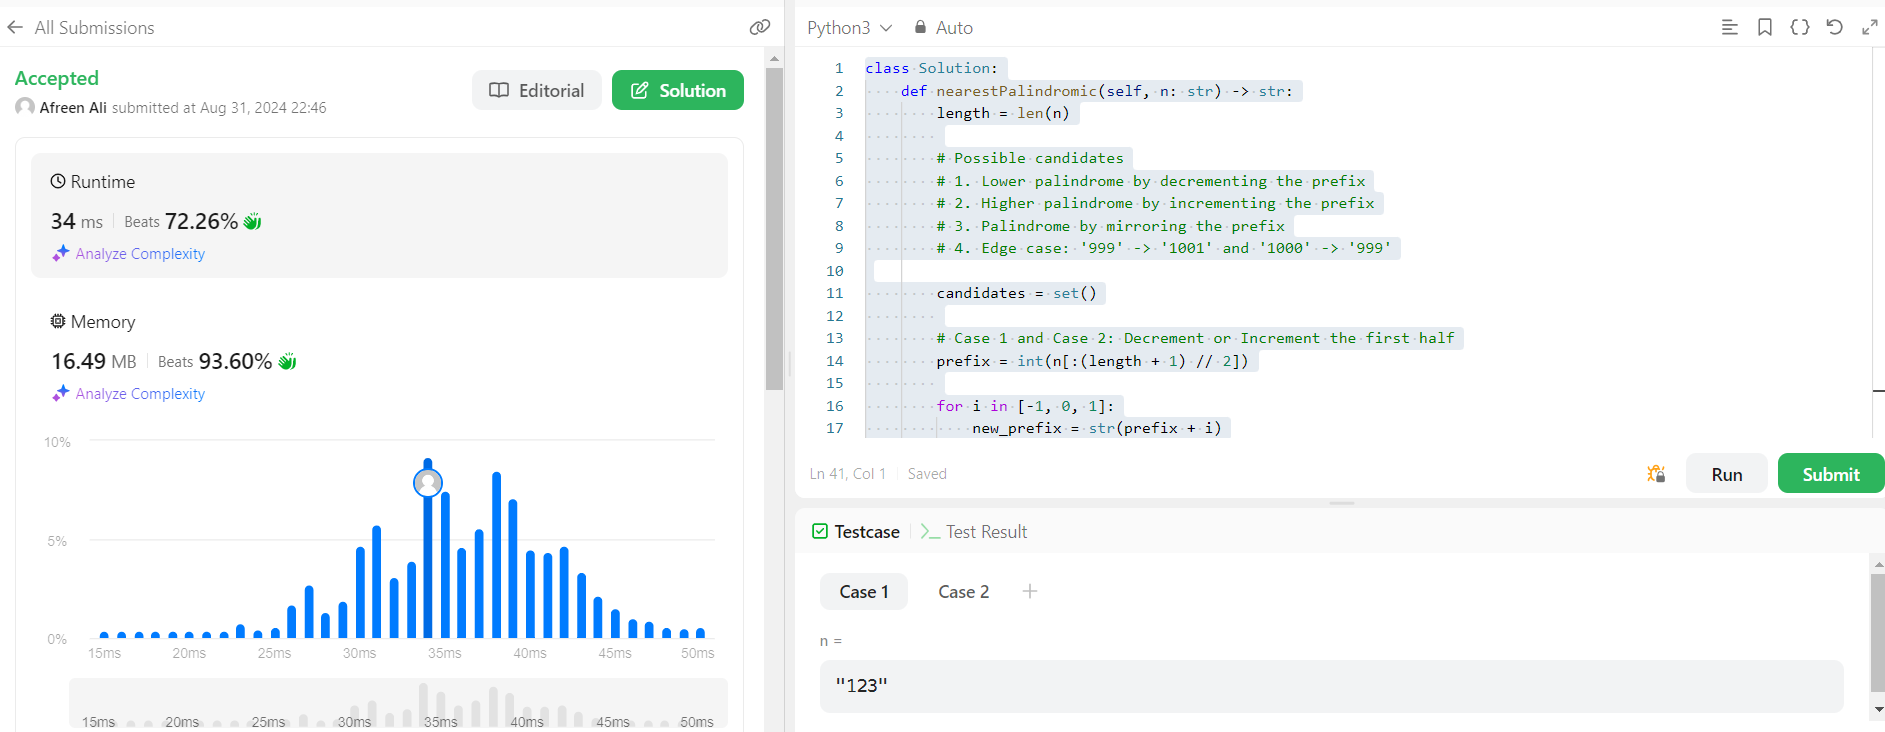 All Submissions
Accepted
Afreen Ali submitted at Aug 31, 2024 22:46
Editorial
Solution
Runtime
34 ms Beats 72.26%
Analyze Complexity
Memory
16.49 MB Beats 93.60%
Analyze Complexity
10%
5%
0%
15ms 20ms 25ms 30ms 35ms 40ms 45ms 50ms
15ms 20ms 25ms 30ms 35ms 40ms 45ms 50ms
Python3 Auto
1 class Solution:
2 def nearestPalindromic(self, n: str) -> str:
3 length = len(n)
4
5 # Possible candidates
6 # 1. Lower palindrome by decrementing the prefix
7 # 2. Higher palindrome by incrementing the prefix
8 # 3. Palindrome by mirroring the prefix
9 # 4. Edge case: '999' -> '1001' and '1000' -> '999'
10
11 candidates = set()
12
13 # Case 1 and Case 2: Decrement or Increment the first half
14 prefix = int(n[:(length + 1) // 2])
15
16 for i in [-1, 0, 1]:
17 new_prefix = str(prefix + i)
Ln 41, Col 1 Saved
Run
Submit
Testcase
Test Result
Case 1 Case 2 +
n =
"123"